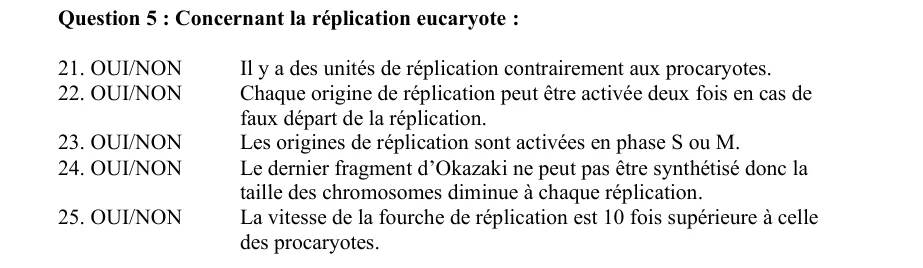 Question 5 : Concernant la réplication eucaryote :
21. OUI/NON Il y a des unités de réplication contrairement aux procaryotes.
22. OUI/NON Chaque origine de réplication peut être activée deux fois en cas de
faux départ de la réplication.
23. OUI/NON Les origines de réplication sont activées en phase S ou M.
24. OUI/NON Le dernier fragment d’Okazaki ne peut pas être synthétisé donc la
taille des chromosomes diminue à chaque réplication.
25. OUI/NON La vitesse de la fourche de réplication est 10 fois supérieure à celle
des procaryotes.